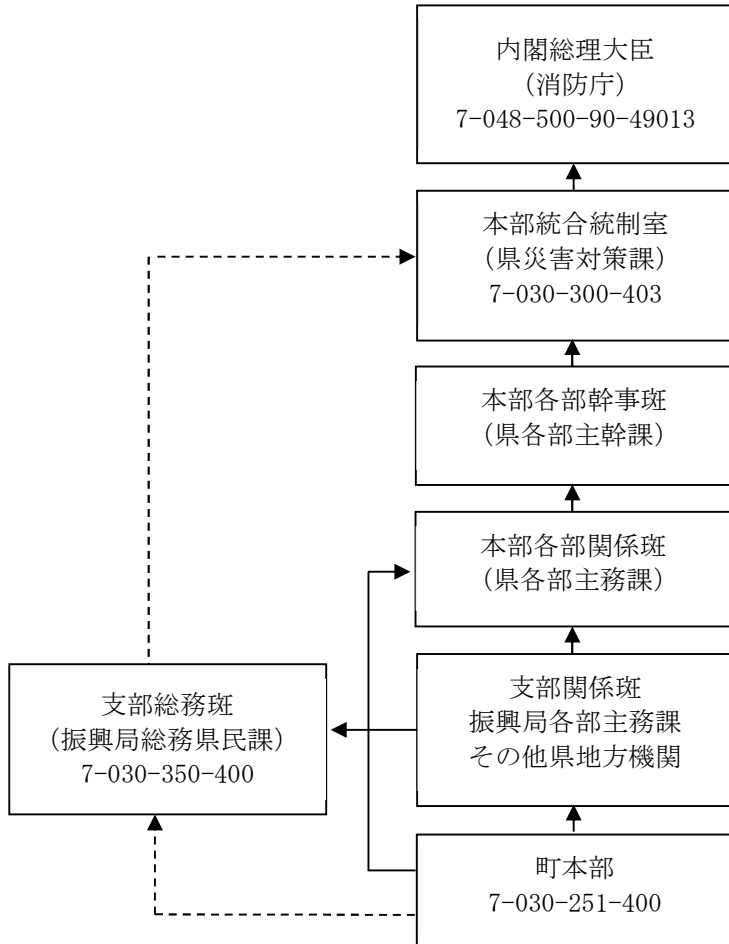 内閣総理大臣
（消防庁）
7-048-500-90-49013
本部統合統制室
（県災害対策課）
7-030-300-403
本部各部幹事班
（県各部主幹課）
本部各部関係班
（県各部主務課）
支部総務班
（振興局総務県民課）
7-030-350-400
支部関係班
振興局各部主務課
その他県地方機関
町本部
7-030-251-400